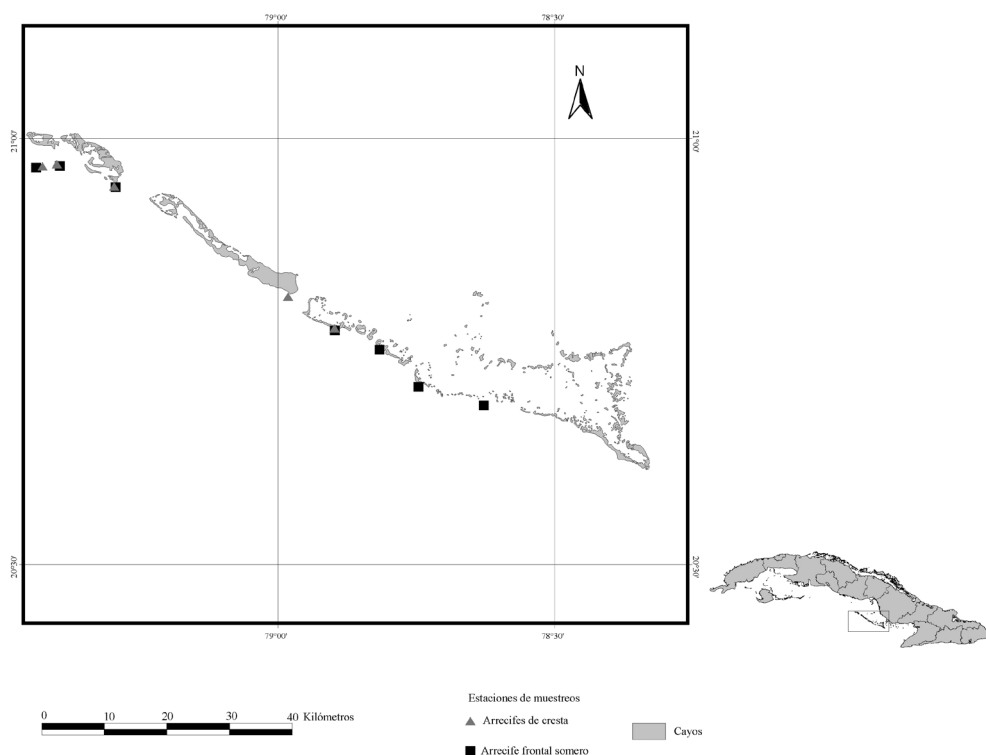 79°00'
78°30'
N
21°00'
21°00'
20°30'
20°30'
79°00'
78°30'
0 10 20 30 40 Kilómetros
Estaciones de muestreos
Arrecifes de cresta
Arrecife frontal somero
Cayos